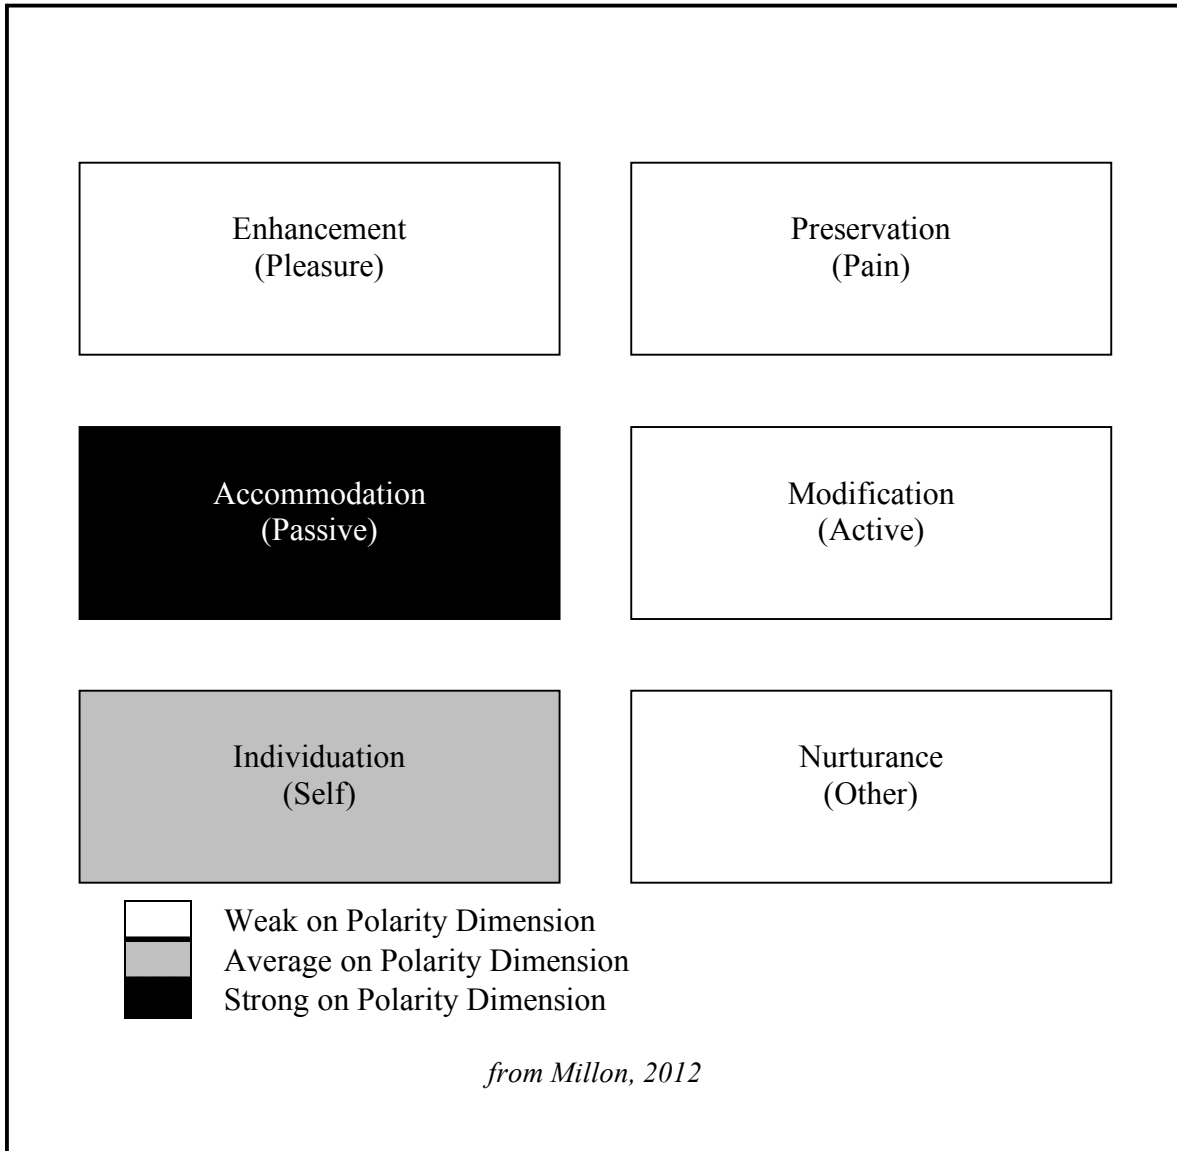 Enhancement
(Pleasure)
Preservation
(Pain)
Accommodation
(Passive)
Modification
(Active)
Individuation
(Self)
Nurturance
(Other)
Weak on Polarity Dimension
Average on Polarity Dimension
Strong on Polarity Dimension
from Millon, 2012